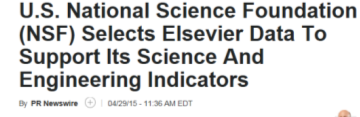 U.S. National Science Foundation
(NSF) Selects Elsevier Data To
Support Its Science And
Engineering Indicators
By PR Newswire + | 04/29/15 - 11:36 AM EDT